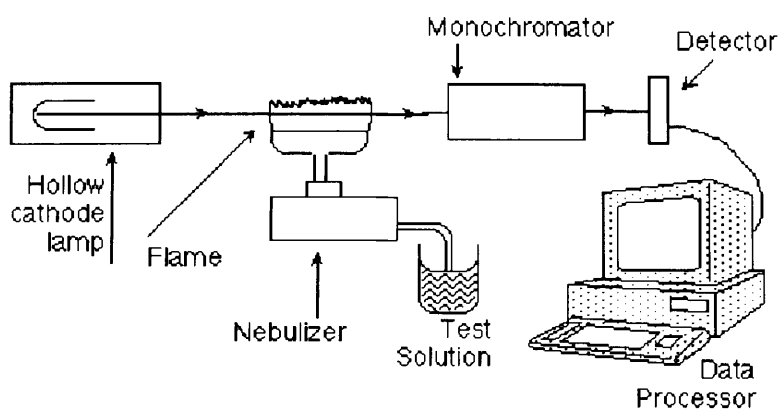 Monochromator
Detector
Hollow
cathode
lamp
Flame
Nebulizer
Test
Solution
Data
Processor